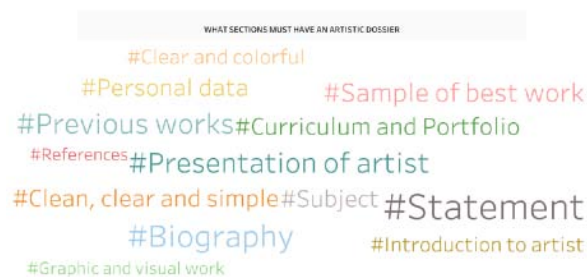 WHAT SECTIONS MUST HAVE AN ARTISTIC DOSSIER
#Clear and colorful
#Personal data
#Sample of best work
#Previous works #Curriculum and Portfolio
#References #Presentation of artist
#Clean, clear and simple #Subject #Statement
#Biography
#Introduction to artist
#Graphic and visual work